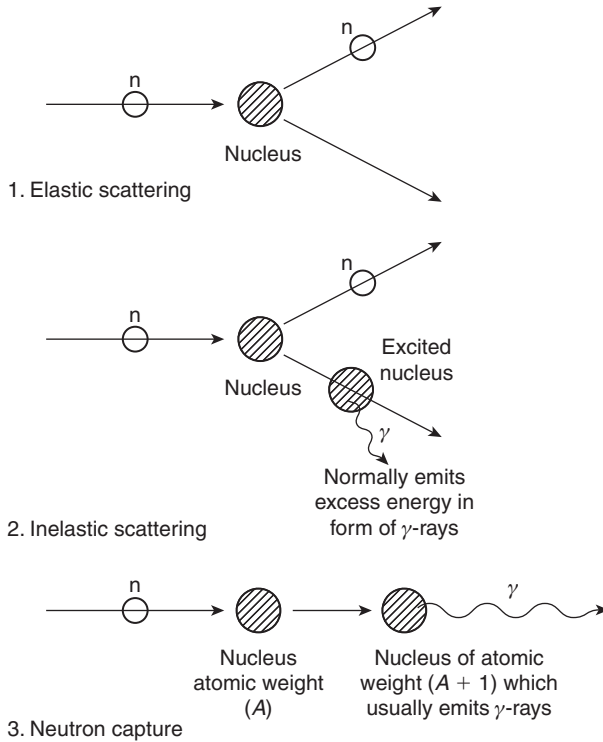 n
n
Nucleus
1. Elastic scattering
n
n
Nucleus
Excited
nucleus
γ
Normally emits
excess energy in
form of γ-rays
2. Inelastic scattering
n
γ
Nucleus
atomic weight
(A)
Nucleus of atomic
weight (A + 1) which
usually emits γ-rays
3. Neutron capture